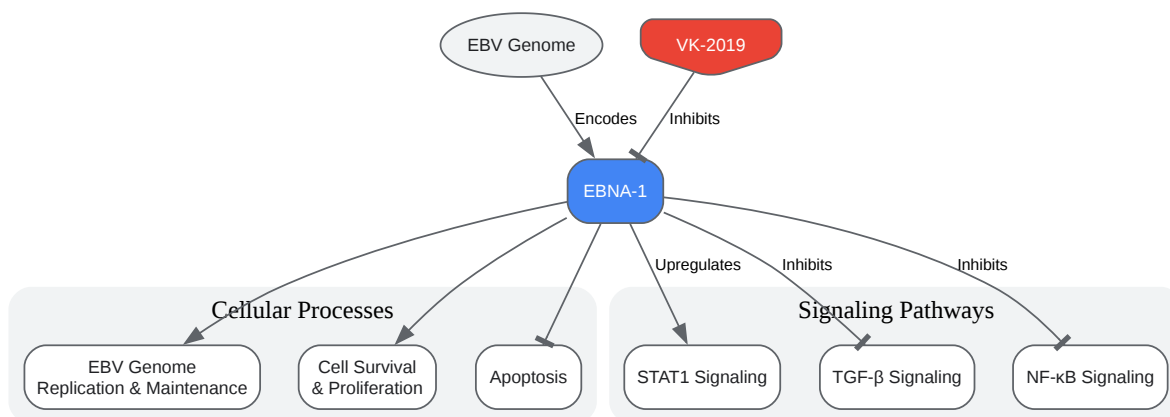 EBV Genome
VK-2019
Encodes
Inhibits
EBNA-1
Upregulates
Inhibits
Inhibits
Cellular Processes
Signaling Pathways
EBV Genome
Replication & Maintenance
Cell Survival
& Proliferation
Apoptosis
STAT1 Signaling
TGF-β Signaling
NF-κB Signaling